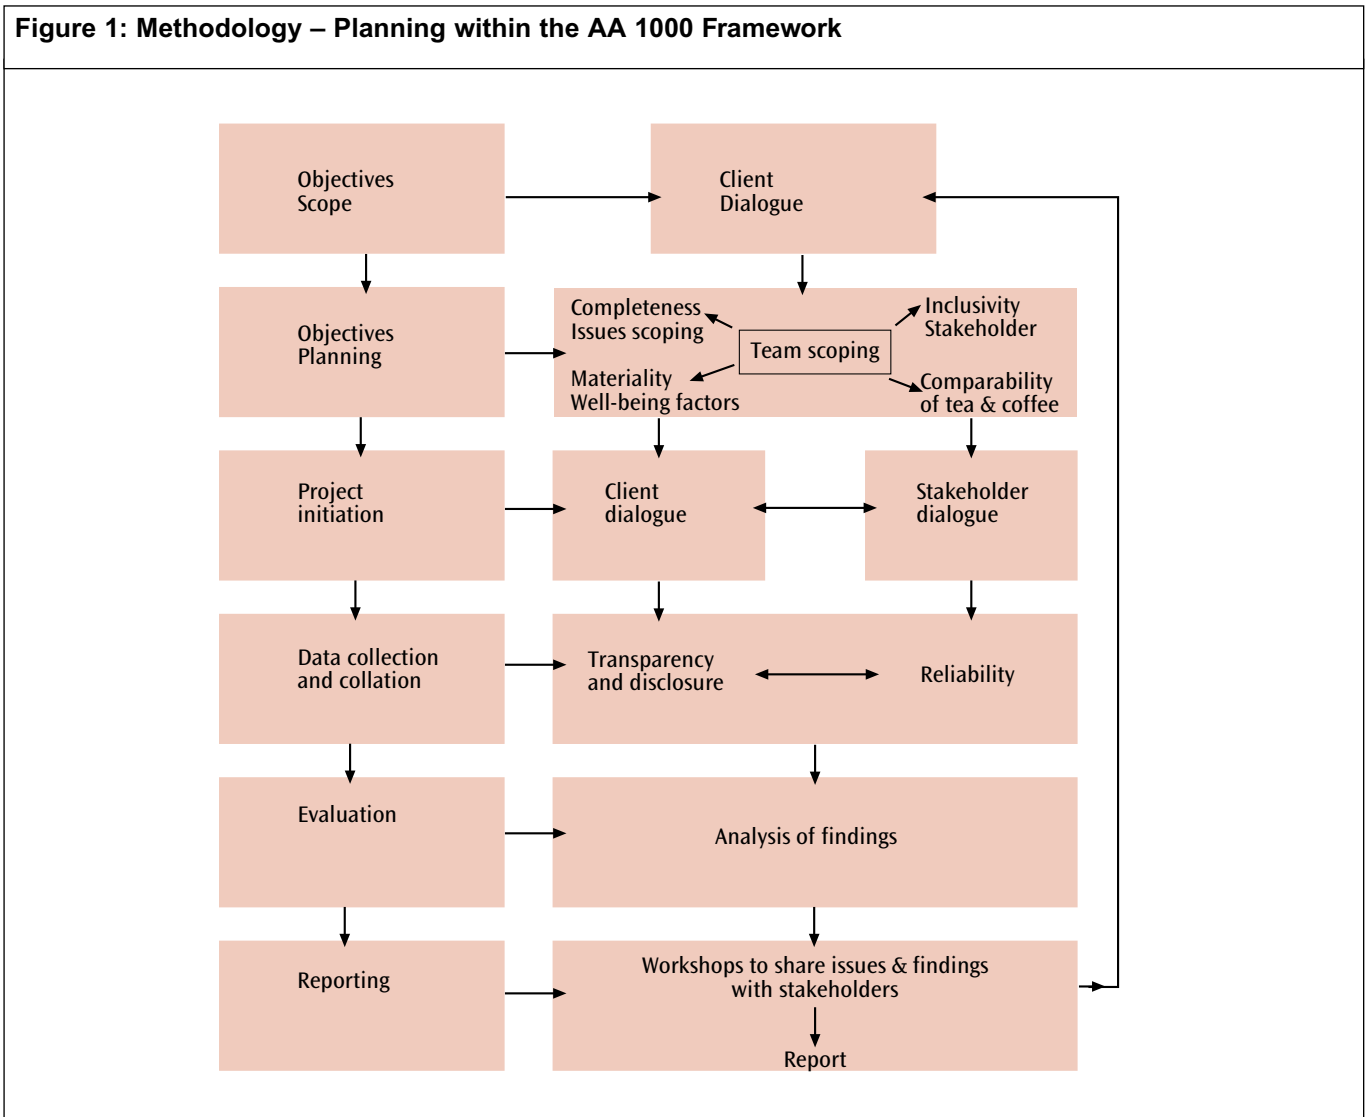 Figure 1: Methodology – Planning within the AA 1000 Framework
Objectives
Scope
Client
Dialogue
Objectives
Planning
Completeness
Issues scoping
Team scoping
Inclusivity
Stakeholder
Materiality
Well-being factors
Comparability
of tea & coffee
Project
initiation
Client
dialogue
Stakeholder
dialogue
Data collection
and collation
Transparency
and disclosure
Reliability
Evaluation
Analysis of findings
Reporting
Workshops to share issues & findings
with stakeholders
Report